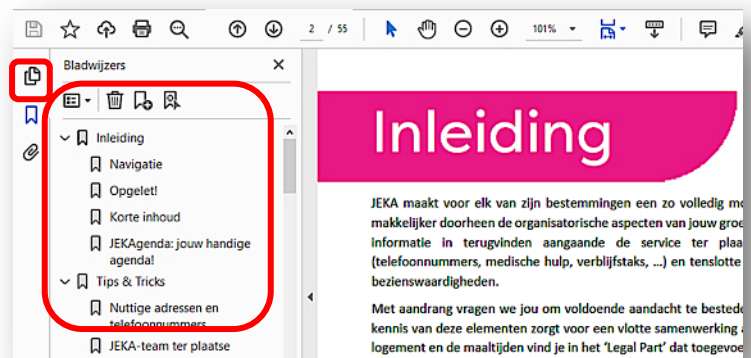 2 / 55
101%
Bladwijzers
Inleiding
Navigatie
Opgelet!
Korte inhoud
JEKAgenda: jouw handige
agenda!
Tips & Tricks
Nuttige adressen en
telefoonnummers
JEKA-team ter plaatse
Inleiding
JEKA maakt voor elk van zijn bestemmingen een zo volledig
makkelijker doorheen de organisatorische aspecten van jouw
informatie in terugvinden aangaande de service ter
(telefoonnummers, medische hulp, verblijfstaks, ...) en tenslotte
bezienswaardigheden.
Met aandrang vragen we jou om voldoende aandacht te
kennis van deze elementen zorgt voor een vlotte samenwerking
logement en de maaltijden vind je in het ‘Legal Part’ dat